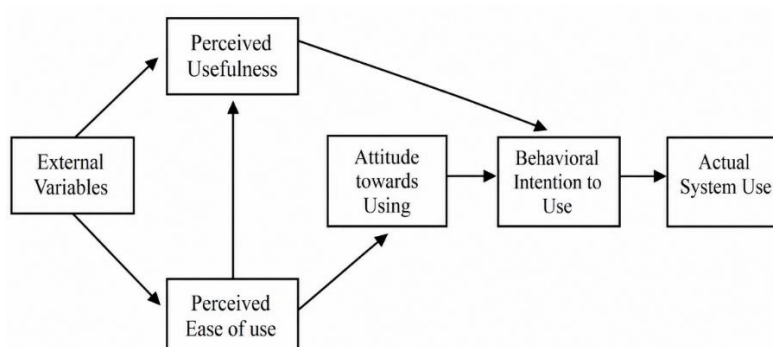 Perceived
Usefulness
External
Variables
Attitude
towards
Using
Behavioral
Intention to
Use
Actual
System Use
Perceived
Ease of use